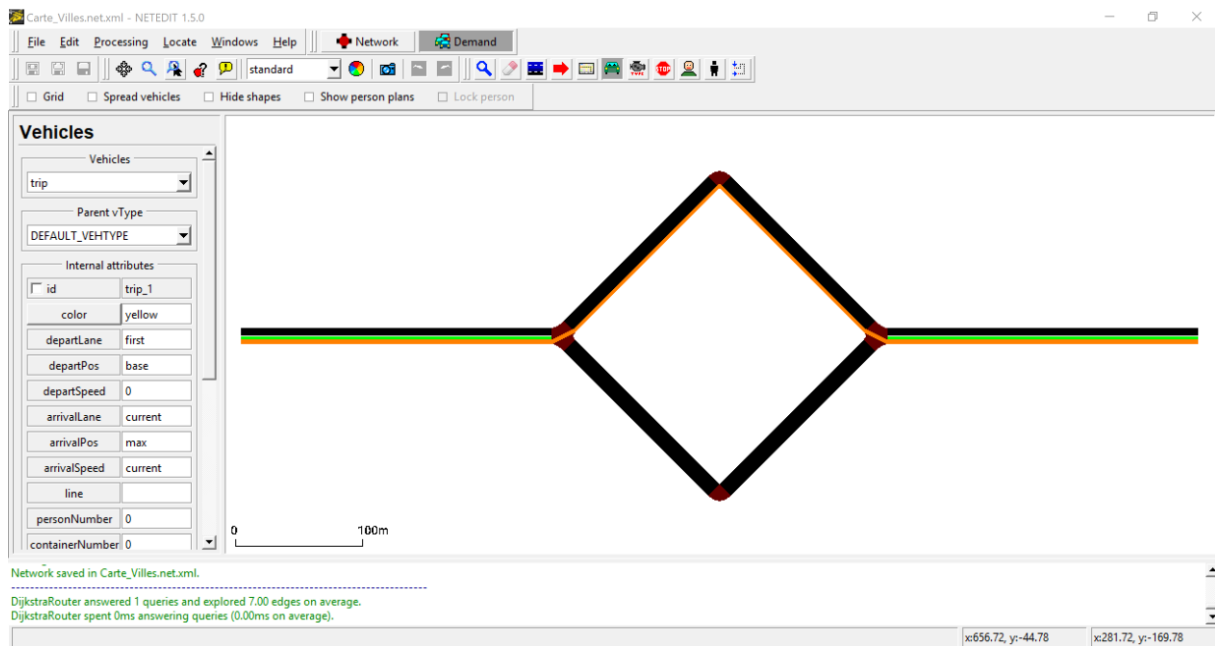 Carte_Villes.net.xml - NETEDIT 1.5.0
File Edit Processing Locate Windows Help Network Demand
standard
Grid Spread vehicles Hide shapes Show person plans Lock person
Vehicles
Vehicles
trip
Parent vType
DEFAULT_VEHTYPE
Internal attributes
id trip_1
color yellow
departLane first
departPos base
departSpeed 0
arrivalLane current
arrivalPos max
arrivalSpeed current
line
personNumber 0
containerNumber 0
0 100m
Network saved in Carte_Villes.net.xml.
DijkstraRouter answered 1 queries and explored 7.00 edges on average.
DijkstraRouter spent 0ms answering queries (0.00ms on average).
x:656.72, y:-44.78 x:281.72, y:-169.78